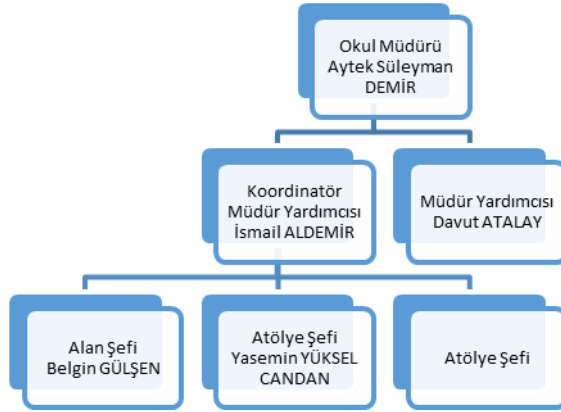 Okul Müdürü
Aytek Süleyman
DEMİR
Koordinatör
Müdür Yardımcısı
İsmail ALDEMİR
Müdür Yardımcısı
Davut ATALAY
Alan Şefi
Belgin GÜLŞEN
Atölye Şefi
Yasemin YÜKSEL
CANDAN
Atölye Şefi